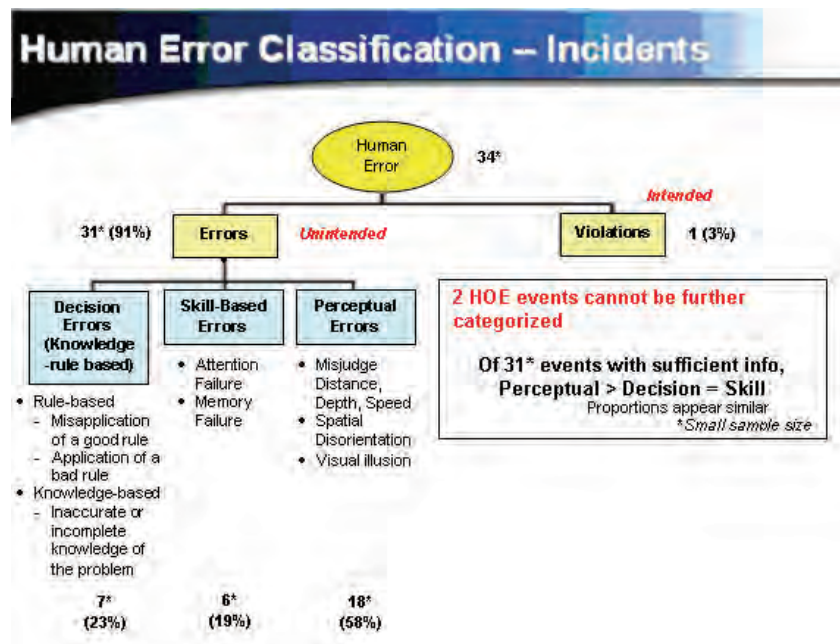 Human Error Classification – Incidents
Human
Error
34*
Intended
31* (91%)
Errors
Unintended
Violations
1 (3%)
Decision
Errors
(Knowledge
-rule based)
Skill-Based
Errors
Perceptual
Errors
• Rule-based
- Misapplication
of a good rule
- Application of a
bad rule
• Knowledge-based
- Inaccurate or
incomplete
knowledge of
the problem
• Attention
Failure
• Memory
Failure
• Misjudge
Distance,
Depth, Speed
• Spatial
Disorientation
• Visual illusion
2 HOE events cannot be further
categorized
Of 31* events with sufficient info,
Perceptual > Decision = Skill
Proportions appear similar
*Small sample size
7*
(23%)
6*
(19%)
18*
(58%)